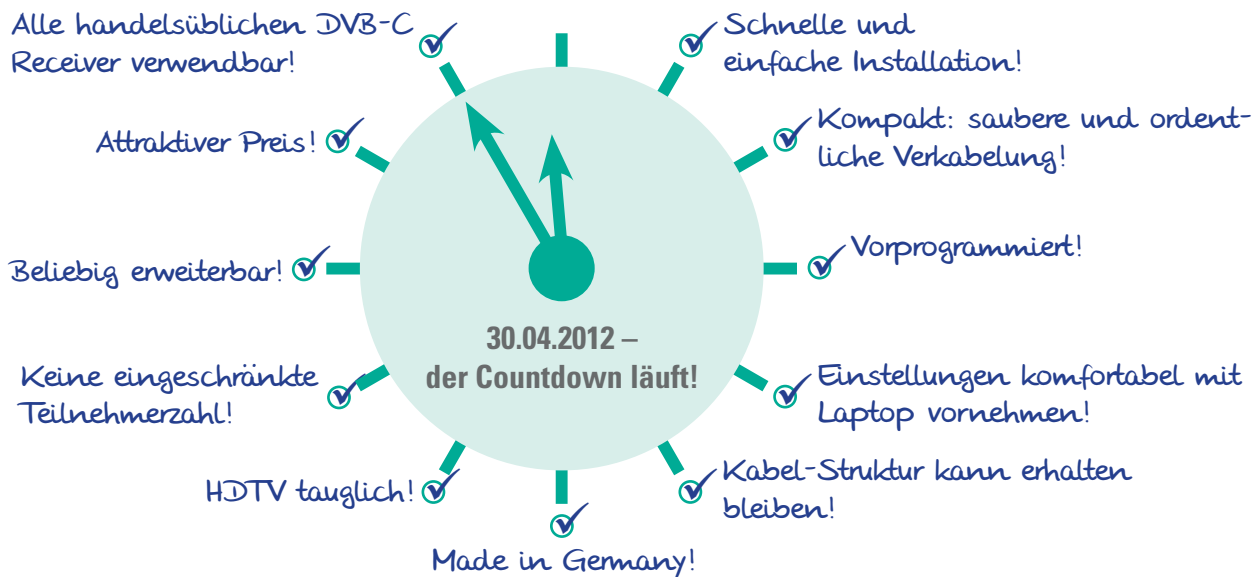 Alle handelsüblichen DVB-C
Receiver verwendbar!
Schnelle und
einfache Installation!
Attraktiver Preis!
Kompakt: saubere und ordent-
liche Verkabelung!
Beliebig erweiterbar!
Vorprogrammiert!
30.04.2012 –
der Countdown läuft!
Keine eingeschränkte
Teilnehmerzahl!
Einstellungen komfortabel mit
Laptop vornehmen!
HDTV tauglich!
Kabel-Struktur kann erhalten
bleiben!
Made in Germany!